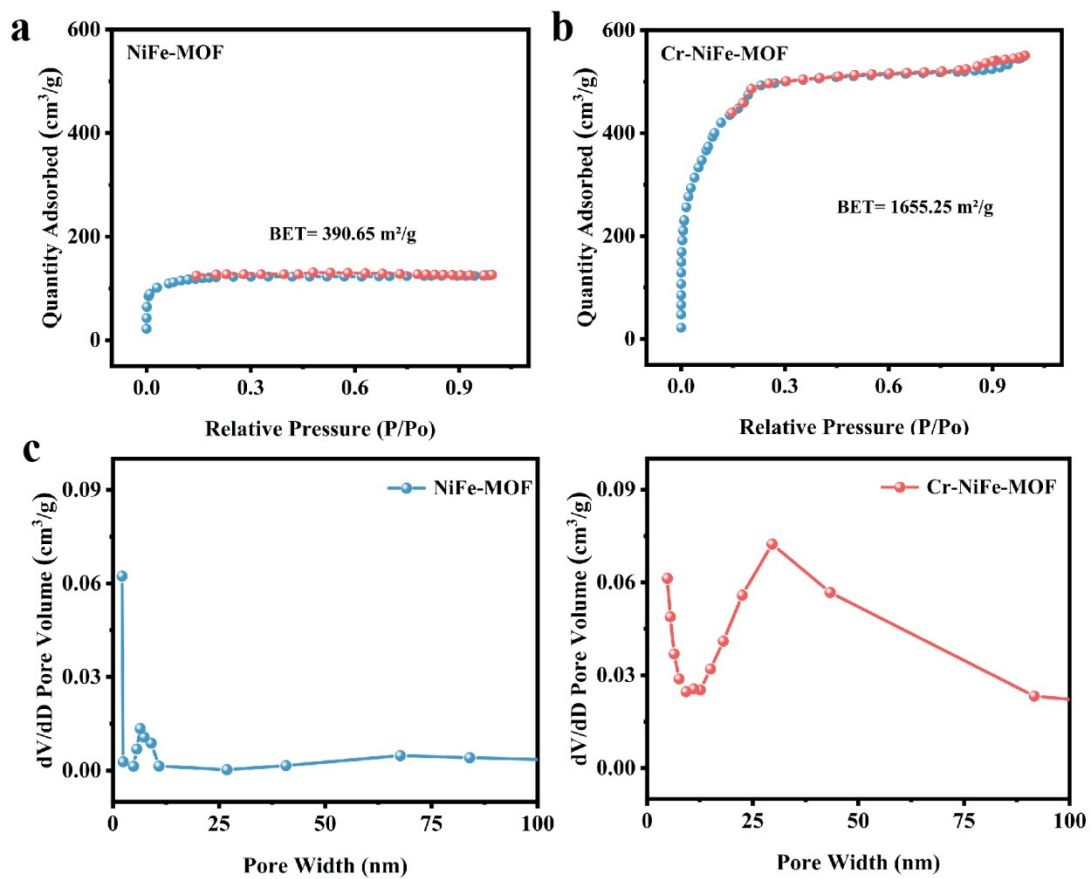 a
NiFe-MOF
BET= 390.65 m²/g
Quantity Adsorbed (cm³/g)
600
400
200
0
0.0 0.3 0.6 0.9
Relative Pressure (P/Po)
b
Cr-NiFe-MOF
BET= 1655.25 m²/g
Quantity Adsorbed (cm³/g)
600
400
200
0
0.0 0.3 0.6 0.9
Relative Pressure (P/Po)
c
NiFe-MOF
dV/dD Pore Volume (cm³/g)
0.09
0.06
0.03
0.00
0 25 50 75 100
Pore Width (nm)
Cr-NiFe-MOF
dV/dD Pore Volume (cm³/g)
0.09
0.06
0.03
0.00
0 25 50 75 100
Pore Width (nm)